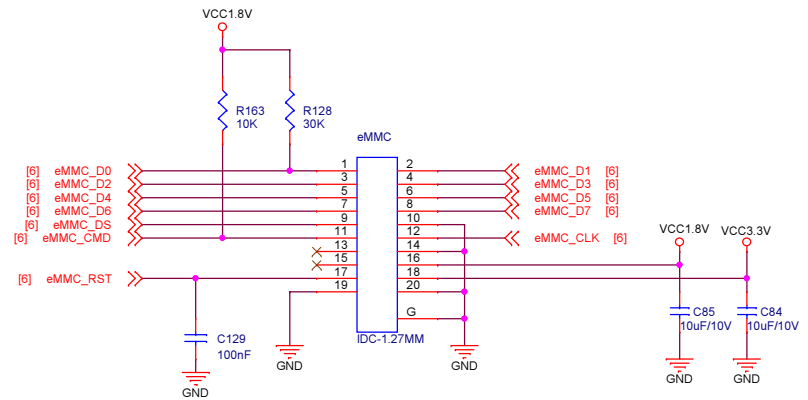 VCC1.8V
R163
10K
R128
30K
eMMC
[6] eMMC_D0 1 2 eMMC_D1 [6]
[6] eMMC_D2 3 4 eMMC_D3 [6]
[6] eMMC_D4 5 6 eMMC_D5 [6]
[6] eMMC_D6 7 8 eMMC_D7 [6]
[6] eMMC_DS 9 10
[6] eMMC_CMD 11 12 eMMC_CLK [6]
VCC1.8V VCC3.3V
13 14
15 16
[6] eMMC_RST 17 18
19 20
G
IDC-1.27MM
C129
100nF
C85
10uF/10V
C84
10uF/10V
GND
GND
GND
GND
GND